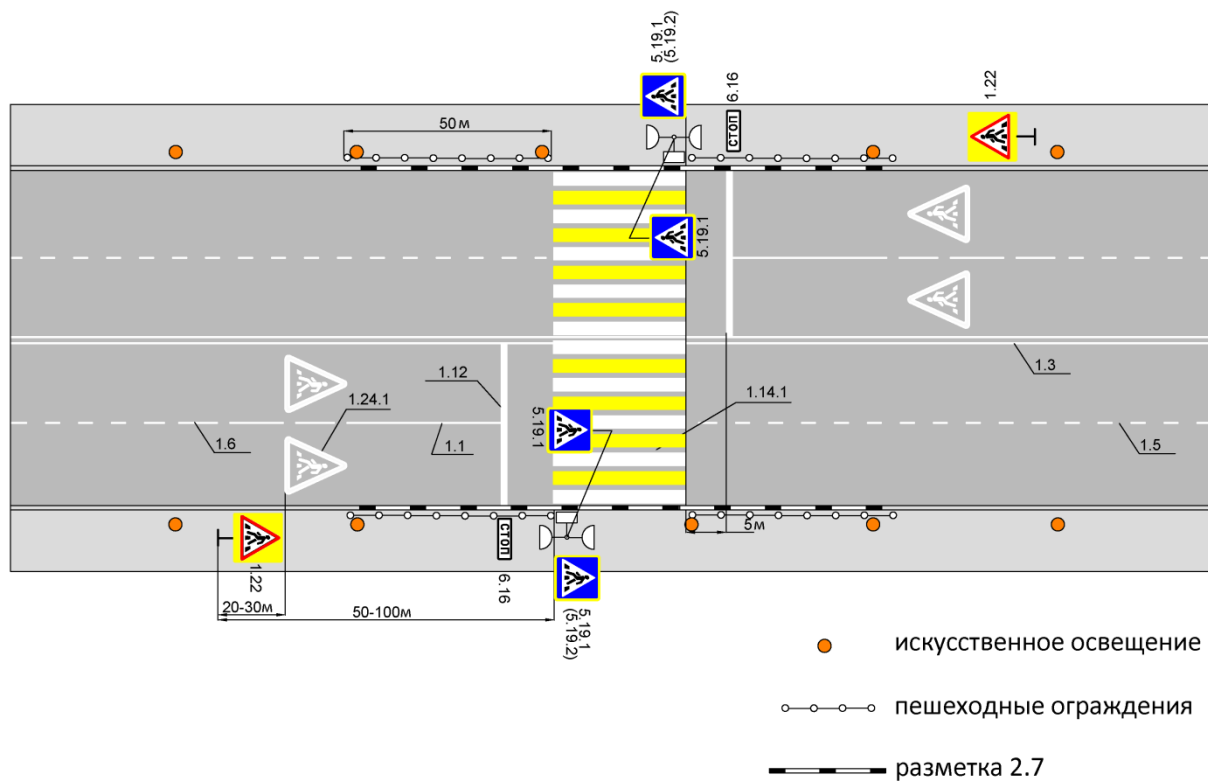 5.19.1
(5.19.2)
6.16
1.22
50 м
СТОП
5.19.1
1.3
1.12
1.24.1
1.14.1
5.19.1
1.6
1.1
1.5
5м
СТОП
1.22
6.16
20-30м
50-100м
5.19.1
(5.19.2)
искусственное освещение
пешеходные ограждения
разметка 2.7